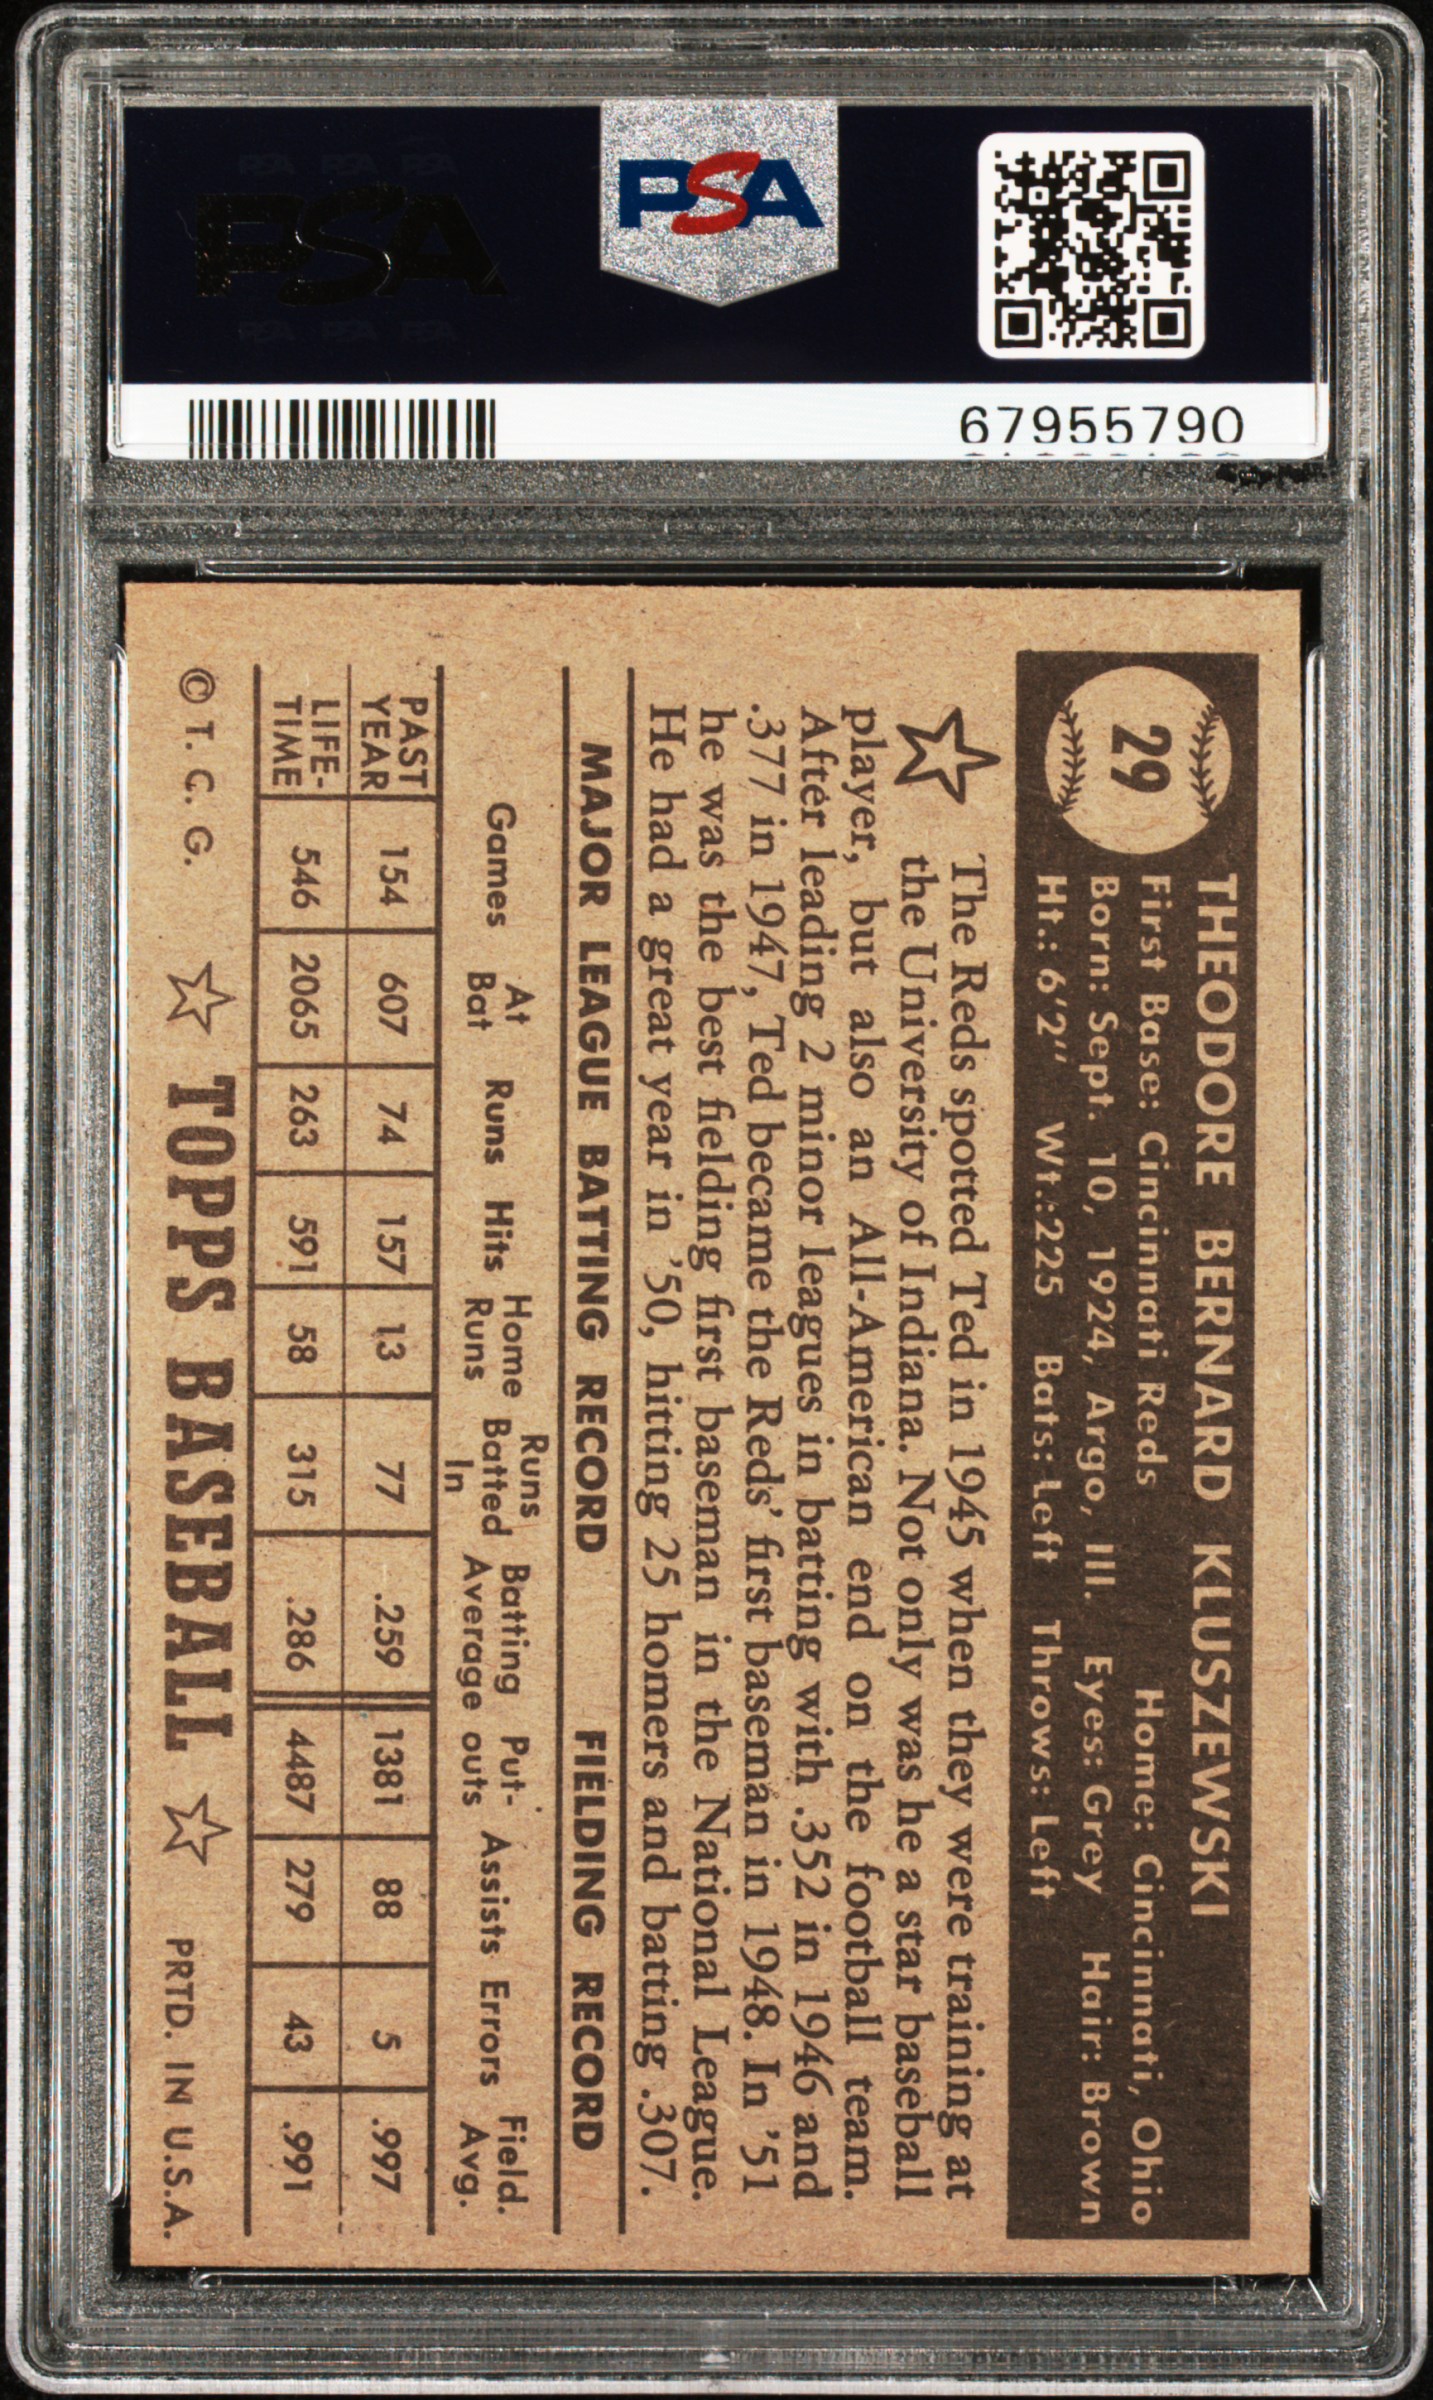 PSA
PSA
67955790
29
THEODORE BERNARD KLUSZEWSKI
First Base: Cincinnati Reds Home: Cincinnati, Ohio
Born: Sept. 10, 1924, Argo, Ill. Eyes: Grey Hair: Brown
Ht.: 6'2" Wt.:225 Bats: Left Throws: Left
The Reds spotted Ted in 1945 when they were training at
the University of Indiana. Not only was he a star baseball
player, but also an All-American end on the football team.
After leading 2 minor leagues in batting with .352 in 1946 and
.377 in 1947, Ted became the Reds' first baseman in 1948. In '51
he was the best fielding first baseman in the National League.
He had a great year in '50, hitting 25 homers and batting .307.
MAJOR LEAGUE BATTING RECORD FIELDING RECORD
Games At Bat Runs Hits Home Runs Runs Batted In Batting Average Put-outs Assists Errors Field. Avg.
PAST YEAR 154 607 74 157 13 77 .259 1381 88 5 .997
LIFE-TIME 546 2065 263 591 58 315 .286 4487 279 43 .991
© T. C. G. TOPPS BASEBALL PRTD. IN U.S.A.